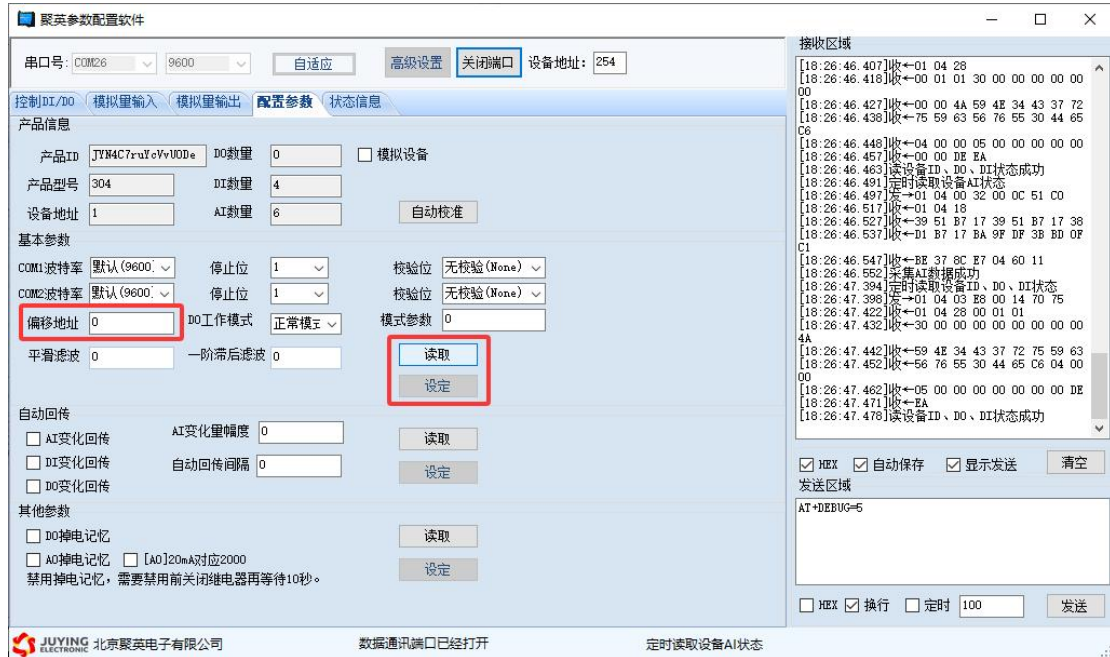 聚英参数配置软件
串口号: COM26 9600 自适应 高级设置 关闭端口 设备地址: 254
控制DI/DO 模拟量输入 模拟量输出 配置参数 状态信息
产品信息
产品ID JYN4C7ruYcVvU0De DO数量 0 模拟设备
产品型号 304 DI数量 4
设备地址 1 AI数量 6 自动校准
基本参数
COM1波特率 默认(9600) 停止位 1 校验位 无校验(None)
COM2波特率 默认(9600) 停止位 1 校验位 无校验(None)
偏移地址 0 DO工作模式 正常模式 模式参数 0
平滑滤波 0 一阶滞后滤波 0 读取
设定
自动回传
AI变化回传 AI变化量幅度 0 读取
DI变化回传 自动回传间隔 0 设定
DO变化回传
其他参数
DO掉电记忆 读取
AO掉电记忆 [AO]20mA对应2000 设定
禁用掉电记忆，需要禁用前关闭继电器再等待10秒。
JUYING ELECTRONIC 北京聚英电子有限公司 数据通讯端口已经打开 定时读取设备AI状态
接收区域
[18:26:46.407]收←01 04 28
[18:26:46.418]收←00 01 01 30 00 00 00 00 00
00
[18:26:46.427]收←00 00 4A 59 4E 34 43 37 72
[18:26:46.438]收←75 59 63 56 76 55 30 44 65
C6
[18:26:46.448]收←04 00 00 05 00 00 00 00 00
[18:26:46.457]收←00 00 DE EA
[18:26:46.463]读设备ID、DO、DI状态成功
[18:26:46.491]定时读取设备AI状态
[18:26:46.497]发→01 04 00 32 00 0C 51 C0
[18:26:46.517]收←01 04 18
[18:26:46.527]收←39 51 B7 17 39 51 B7 17 38
[18:26:46.537]收←D1 B7 17 BA 9F DF 3B BD 0F
C1
[18:26:46.547]收←BE 37 8C E7 04 60 11
[18:26:46.552]采集AI数据成功
[18:26:47.394]定时读取设备ID、DO、DI状态
[18:26:47.398]发→01 04 03 E8 00 14 70 75
[18:26:47.422]收←01 04 28 00 01 01
[18:26:47.432]收←30 00 00 00 00 00 00 00 00
4A
[18:26:47.442]收←59 4E 34 43 37 72 75 59 63
[18:26:47.452]收←56 76 55 30 44 65 C6 04 00
00
[18:26:47.462]收←05 00 00 00 00 00 00 00 DE
[18:26:47.471]收←EA
[18:26:47.478]读设备ID、DO、DI状态成功
HEX 自动保存 显示发送 清空
发送区域
AT+DEBUG=5
HEX 换行 定时 100 发送